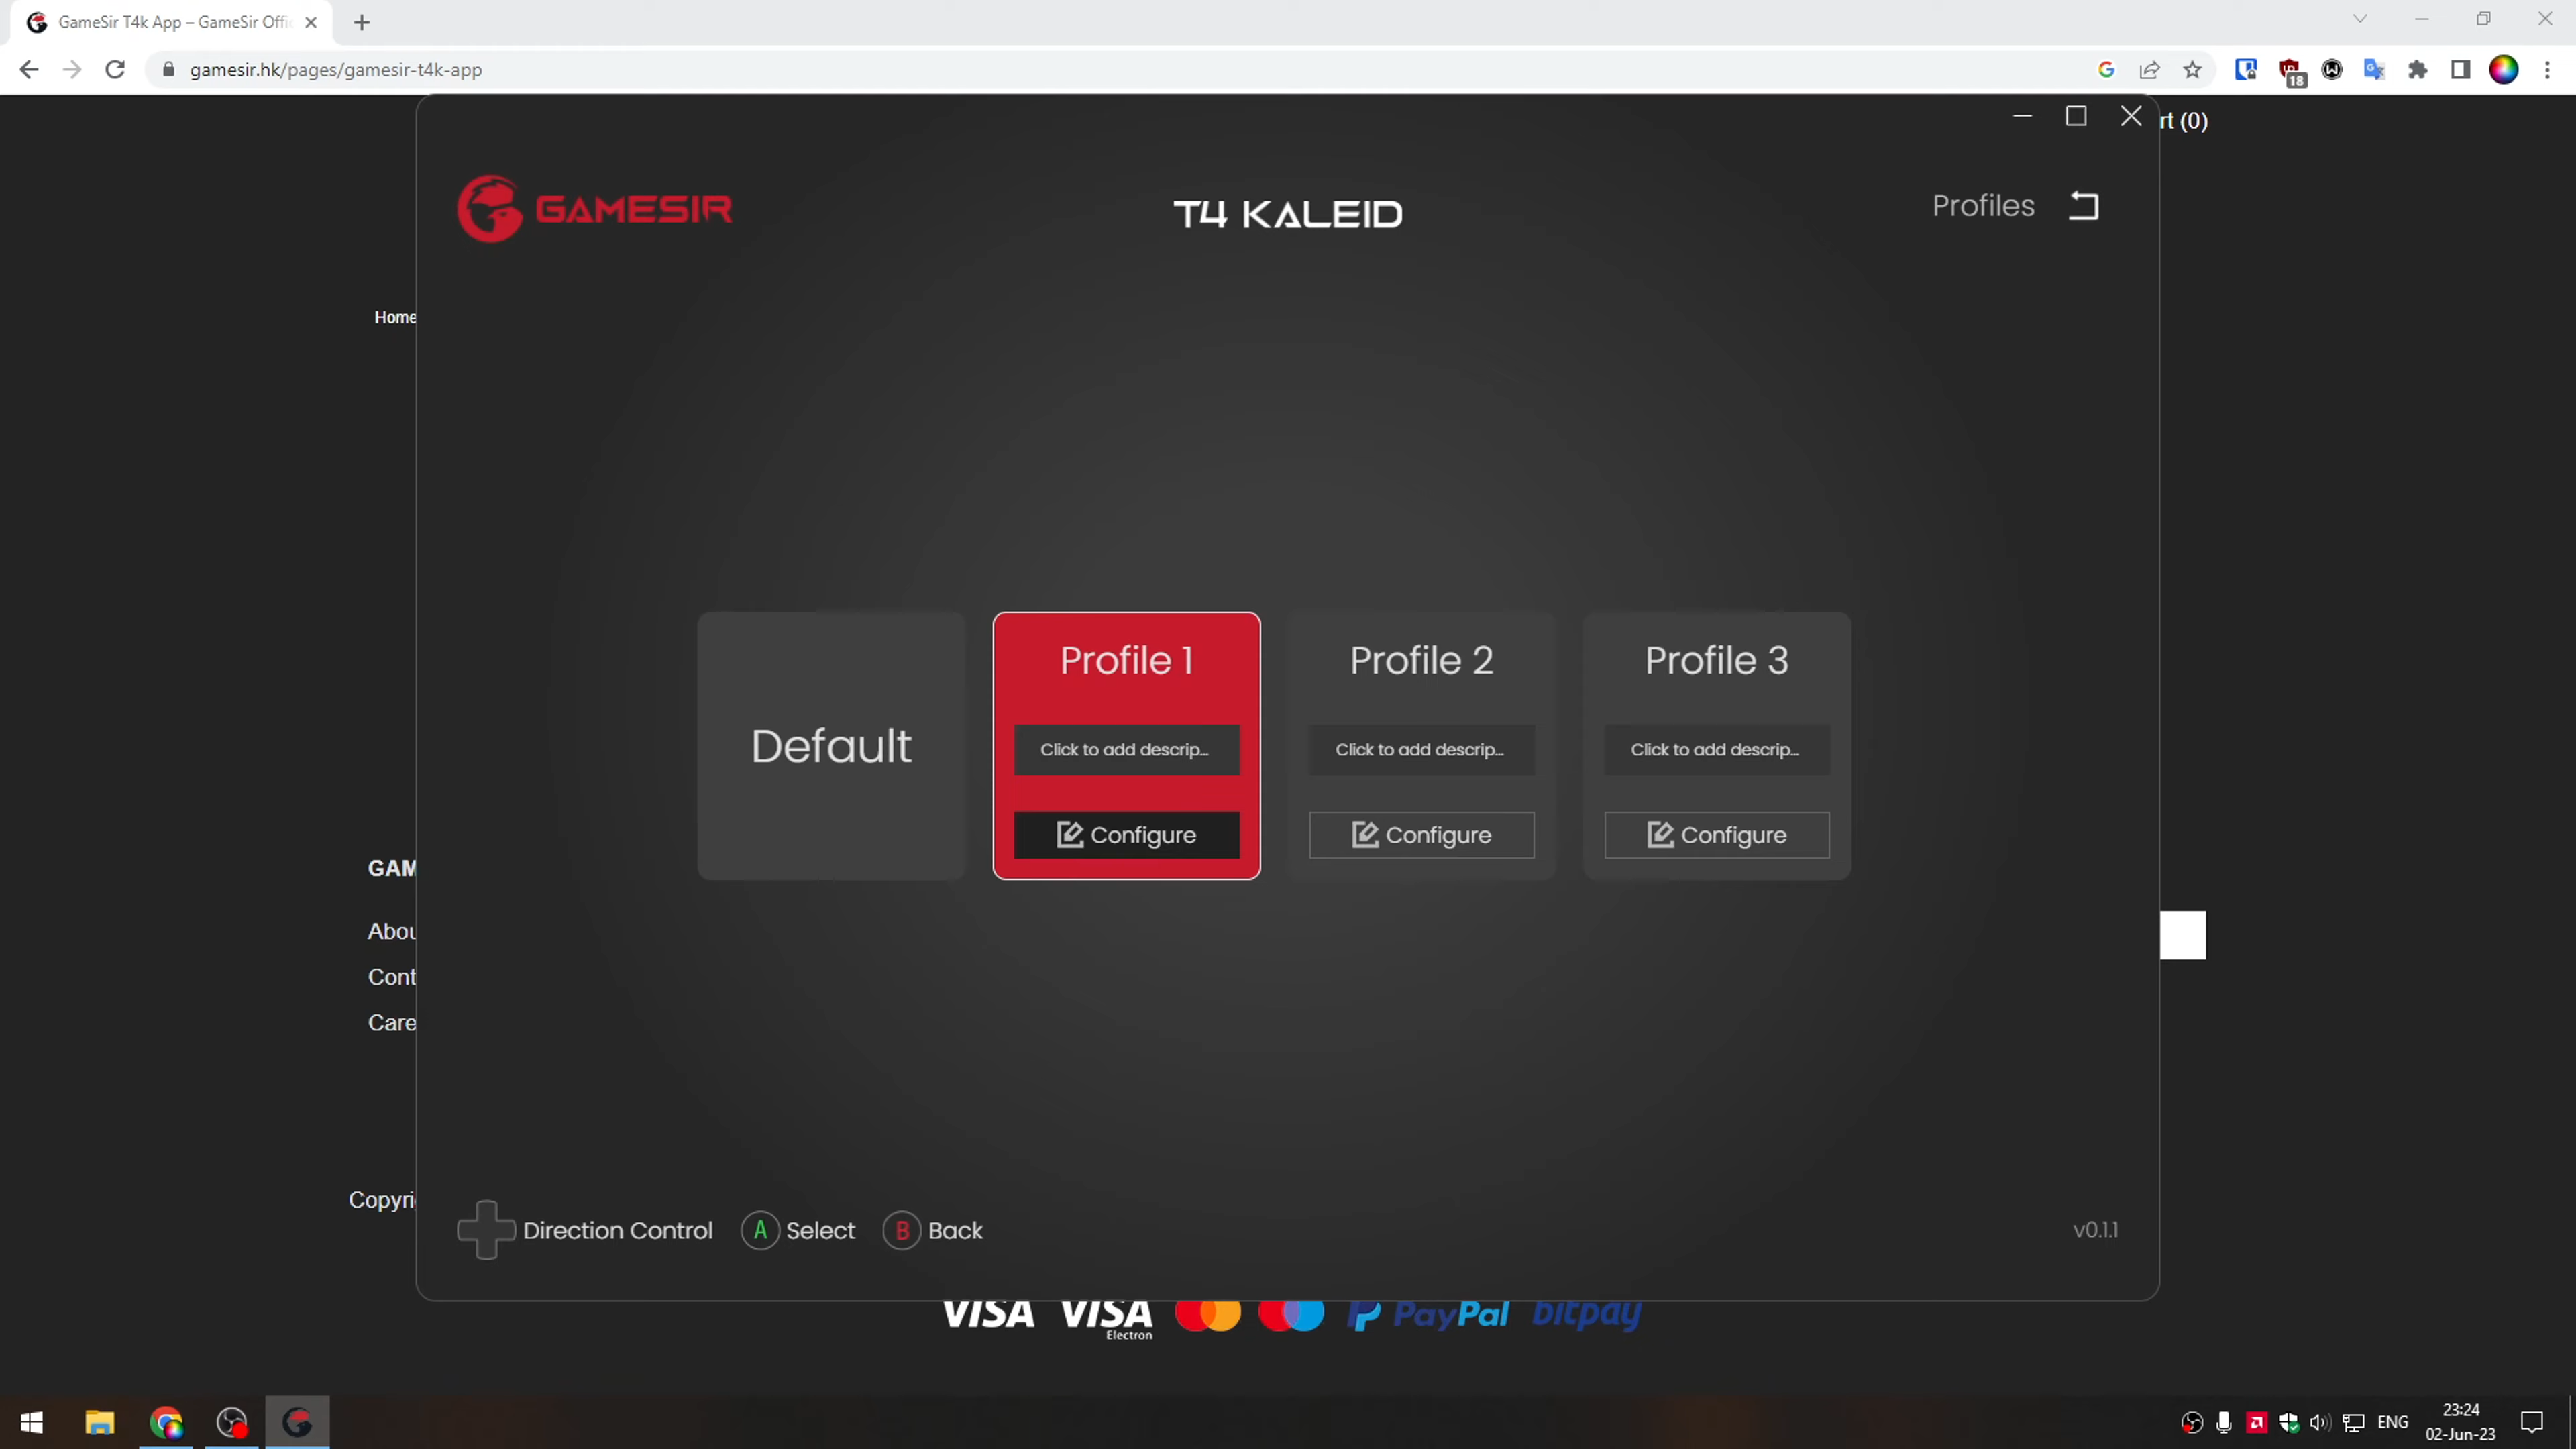 GameSir T4k App – GameSir Offi
gamesir.hk/pages/gamesir-t4k-app
18
rt (0)
GAMESIR
T4 KALEID
Profiles
Home
Default
Profile 1
Click to add descrip...
Configure
Profile 2
Click to add descrip...
Configure
Profile 3
Click to add descrip...
Configure
GAM
Abou
Cont
Care
Copyri
Direction Control
A Select
B Back
v0.1.1
VISA VISA Electron PayPal bitpay
ENG
23:24
02-Jun-23